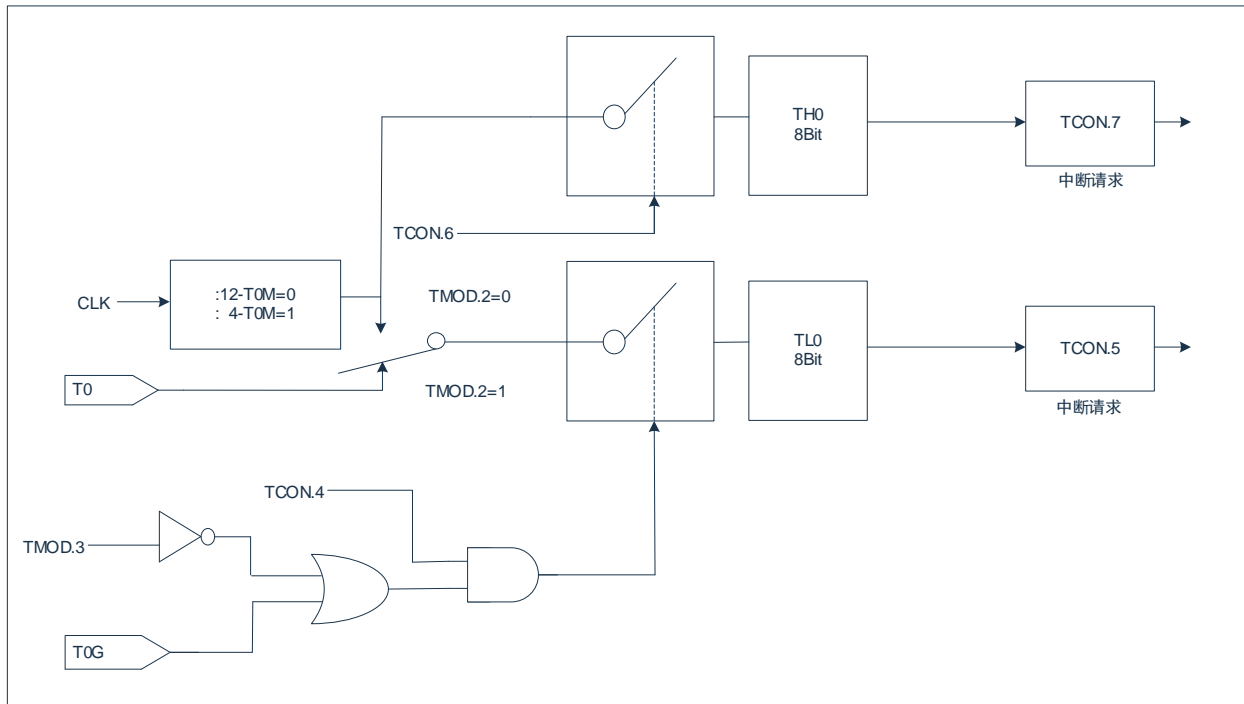 TH0
8Bit
TCON.7
中断请求
TCON.6
CLK
:12-T0M=0
: 4-T0M=1
TMOD.2=0
T0
TMOD.2=1
TL0
8Bit
TCON.5
中断请求
TCON.4
TMOD.3
T0G